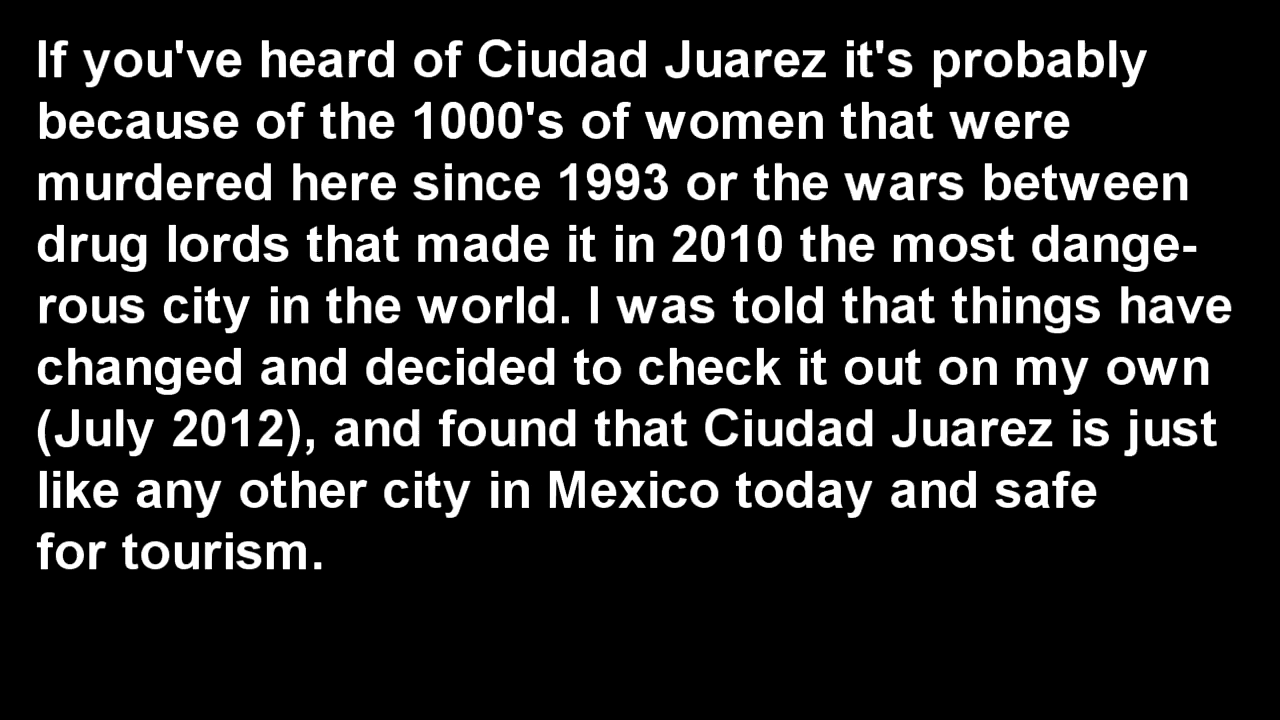 If you've heard of Ciudad Juarez it's probably
because of the 1000's of women that were
murdered here since 1993 or the wars between
drug lords that made it in 2010 the most dange-
rous city in the world. I was told that things have
changed and decided to check it out on my own
(July 2012), and found that Ciudad Juarez is just
like any other city in Mexico today and safe
for tourism.